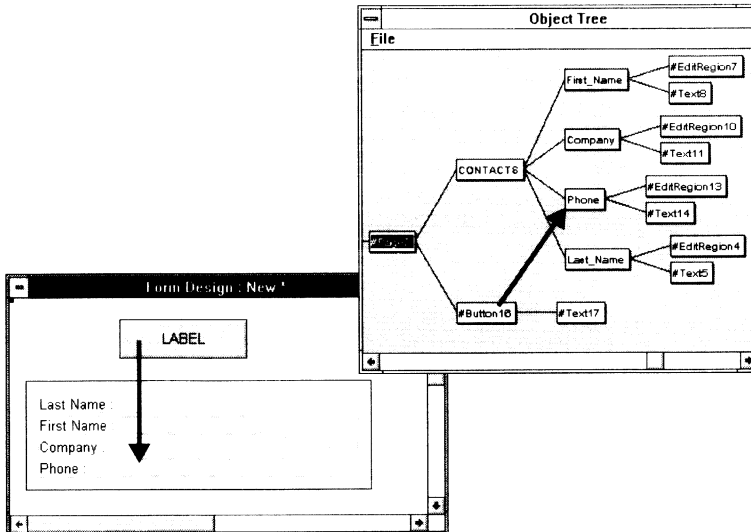 Object Tree
File
First_Name
#EditRegion7
#Text8
Company
#EditRegion10
#Text11
CONTACTS
Phone
#EditRegion13
#Text14
Last_Name
#EditRegion4
#Text5
#Button16
#Text17
Form Design : New *
LABEL
Last Name :
First Name
Company :
Phone :